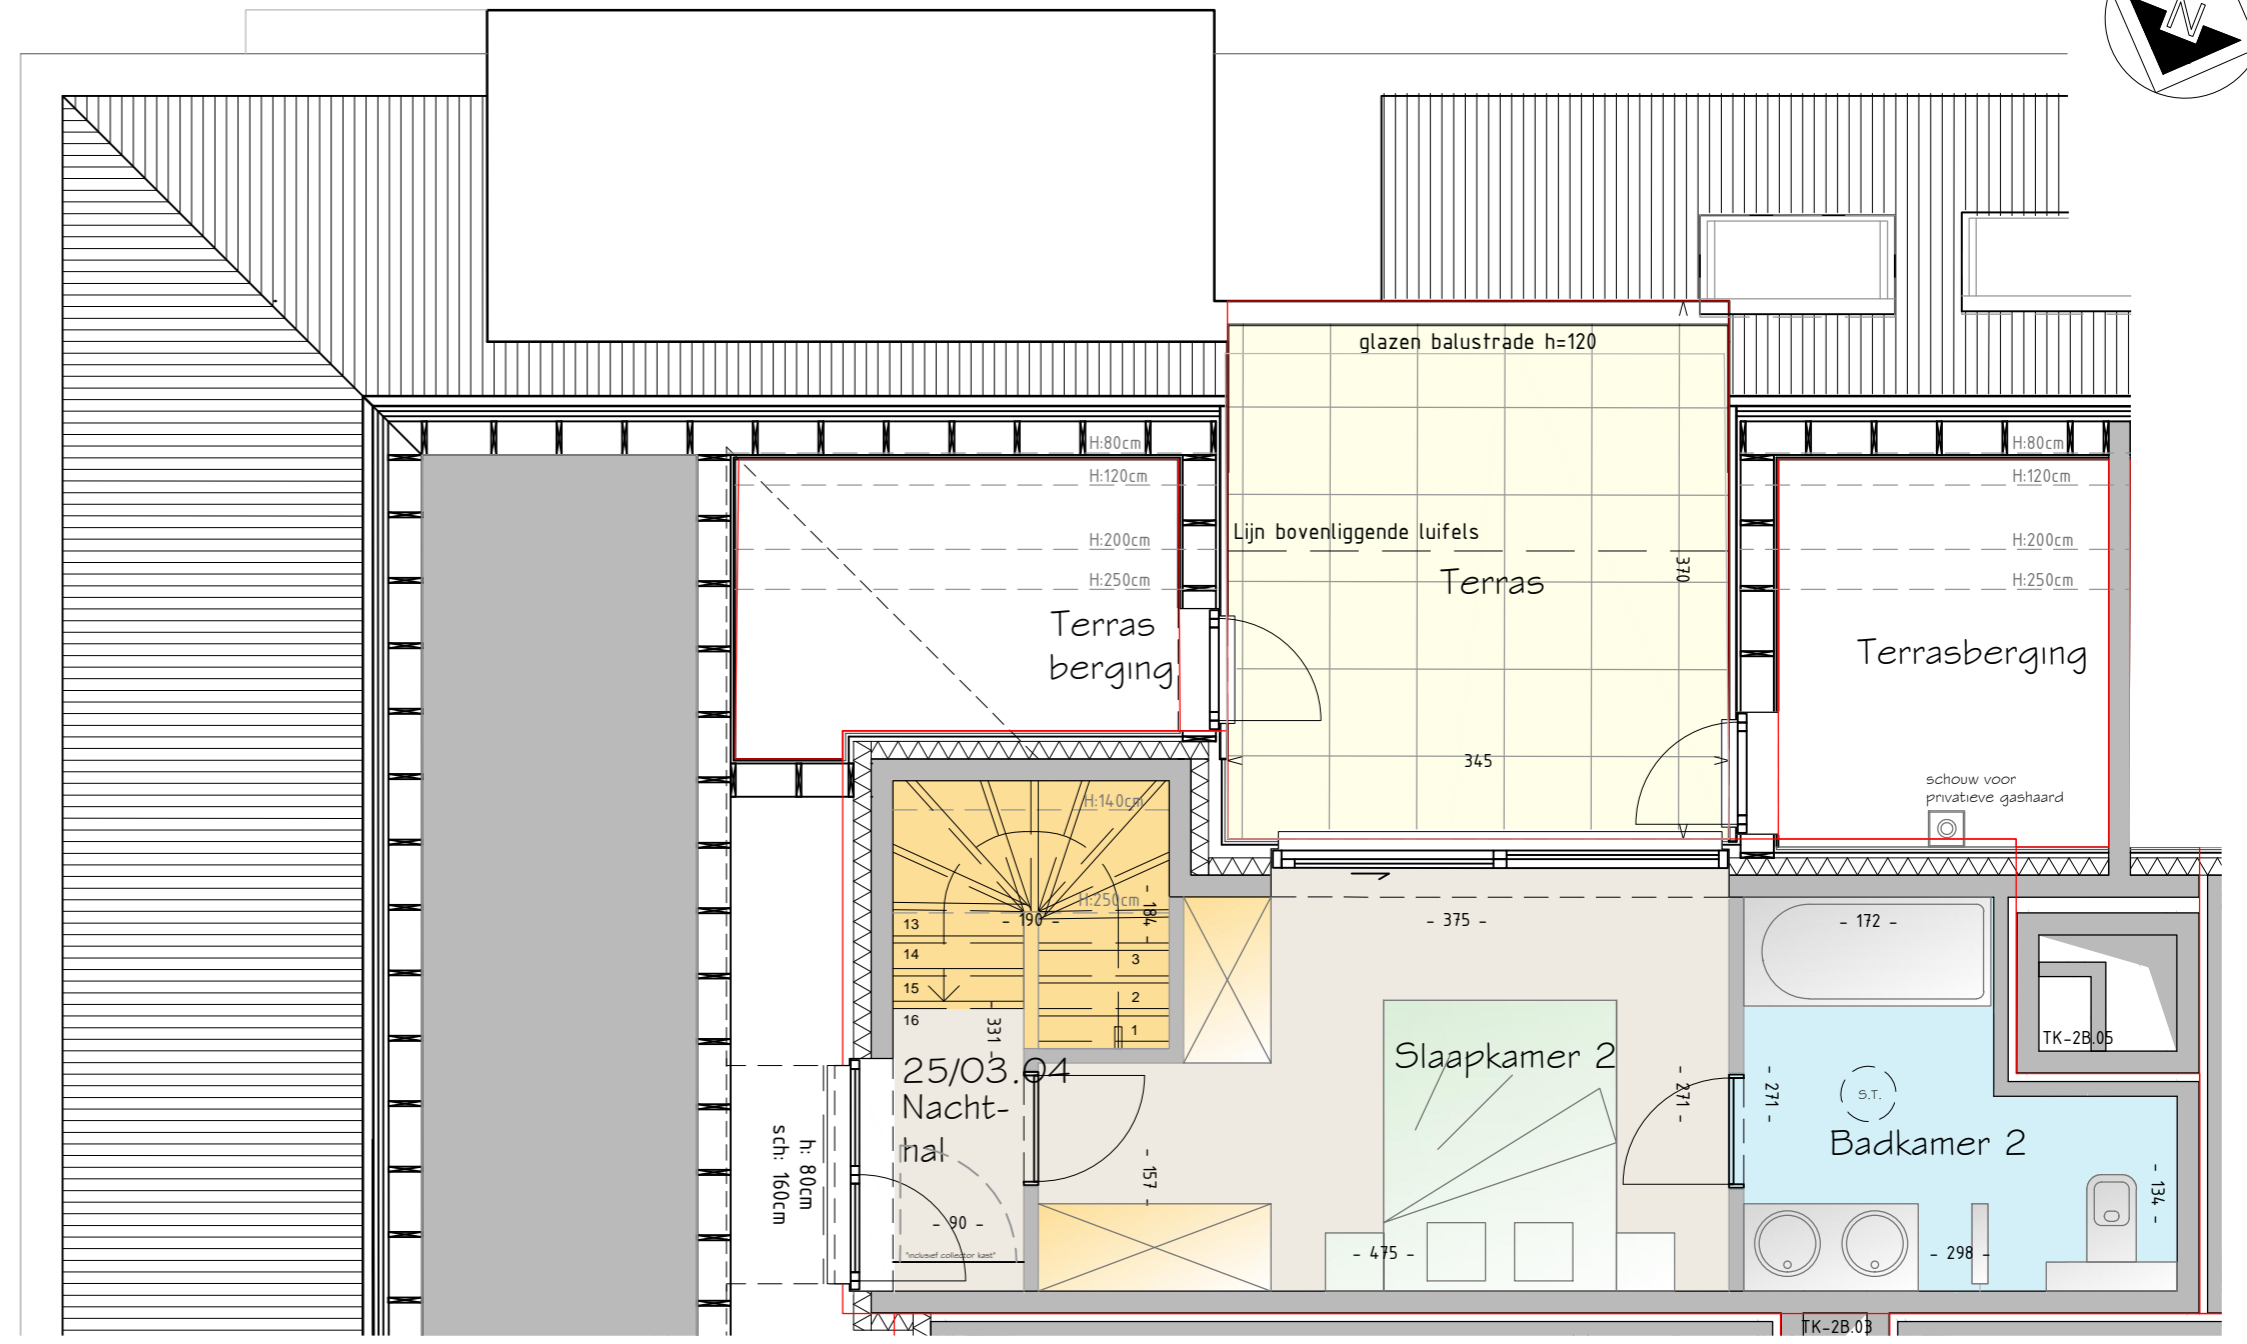 N
glazen balustrade h=120
H:80cm
H:120cm
H:200cm
H:250cm
H:80cm
H:120cm
H:200cm
H:250cm
Lijn bovenliggende luifels
370
Terras
Terras
berging
Terrasberging
345
schouw voor
privatieve gashaard
H:140cm
H:250cm
- 190 -
- 184 -
13
14
15
16
3
2
1
- 331 -
- 375 -
- 172 -
TK-2B.05
25/03.04
Nacht-
hal
Slaapkamer 2
- 271 -
- 271 -
S.T.
Badkamer 2
h: 80cm
sch: 160cm
- 157 -
- 134 -
- 90 -
"inclusief collector kast"
- 475 -
- 298 -
TK-2B.03